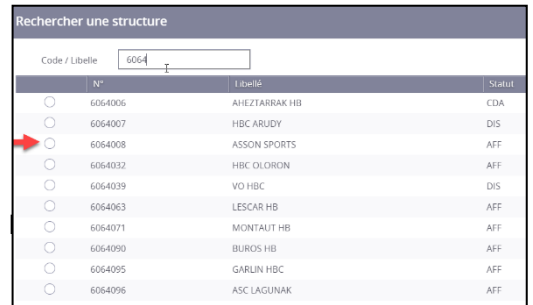 Rechercher une structure
Code / Libelle 6064
N° Libellé Statut
6064006 AHEZTARRAK HB CDA
6064007 HBC ARUDY DIS
6064008 ASSON SPORTS AFF
6064032 HBC OLORON AFF
6064039 VO HBC DIS
6064063 LESCAR HB AFF
6064071 MONTAUT HB AFF
6064090 BUROS HB AFF
6064095 GARLIN HBC AFF
6064096 ASC LAGUNAK AFF